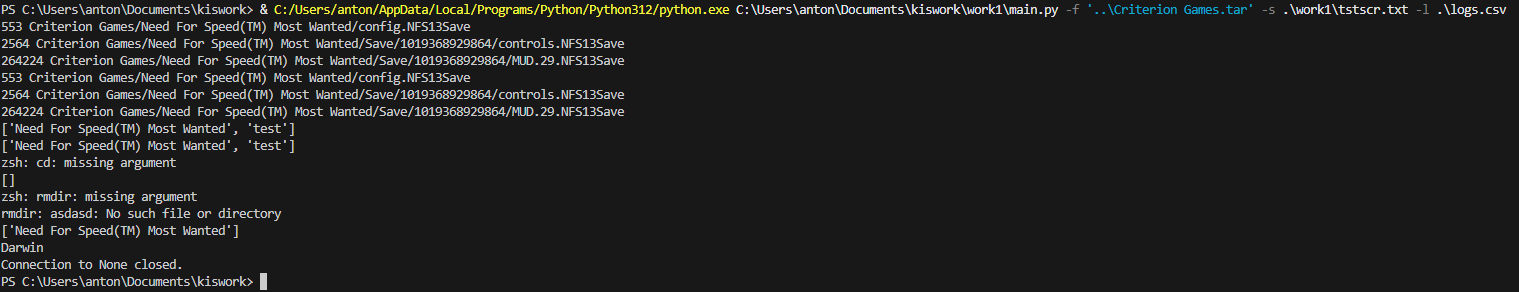 PS C:\Users\anton\Documents\kiswork> & C:/Users/anton/AppData/Local/Programs/Python/Python312/python.exe C:\Users\anton\Documents\kiswork\work1\main.py -f '..\Criterion Games.tar' -s .\work1\tstscr.txt -l .\logs.csv
553 Criterion Games/Need For Speed(TM) Most Wanted/config.NFS13Save
2564 Criterion Games/Need For Speed(TM) Most Wanted/Save/1019368929864/controls.NFS13Save
264224 Criterion Games/Need For Speed(TM) Most Wanted/Save/1019368929864/MUD.29.NFS13Save
553 Criterion Games/Need For Speed(TM) Most Wanted/config.NFS13Save
2564 Criterion Games/Need For Speed(TM) Most Wanted/Save/1019368929864/controls.NFS13Save
264224 Criterion Games/Need For Speed(TM) Most Wanted/Save/1019368929864/MUD.29.NFS13Save
['Need For Speed(TM) Most Wanted', 'test']
['Need For Speed(TM) Most Wanted', 'test']
zsh: cd: missing argument
[]
zsh: rmdir: missing argument
rmdir: asdasd: No such file or directory
['Need For Speed(TM) Most Wanted']
Darwin
Connection to None closed.
PS C:\Users\anton\Documents\kiswork>